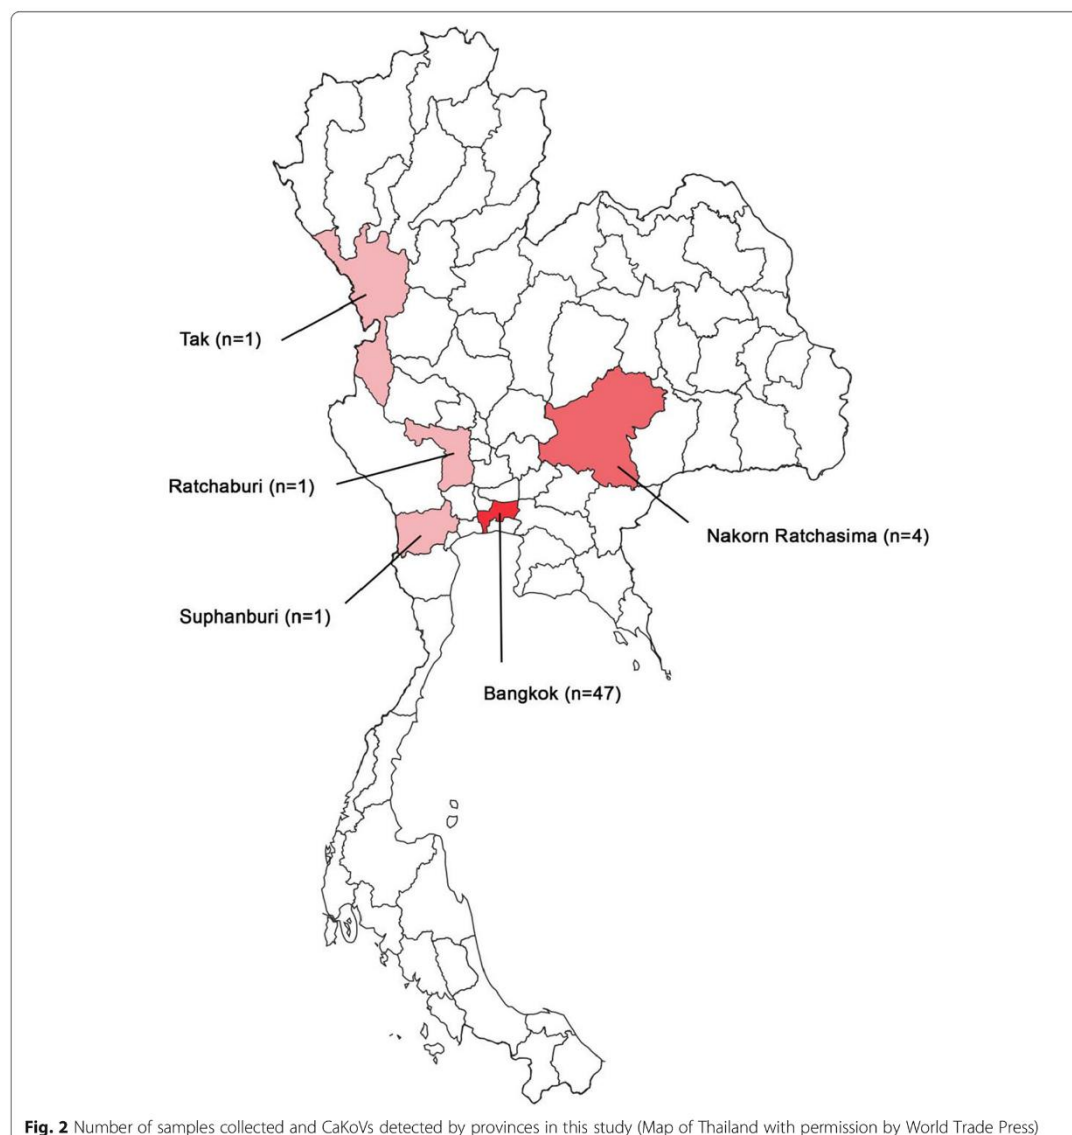 Tak (n=1)
Ratchaburi (n=1)
Nakorn Ratchasima (n=4)
Suphanburi (n=1)
Bangkok (n=47)
Fig. 2 Number of samples collected and CaKoVs detected by provinces in this study (Map of Thailand with permission by World Trade Press)